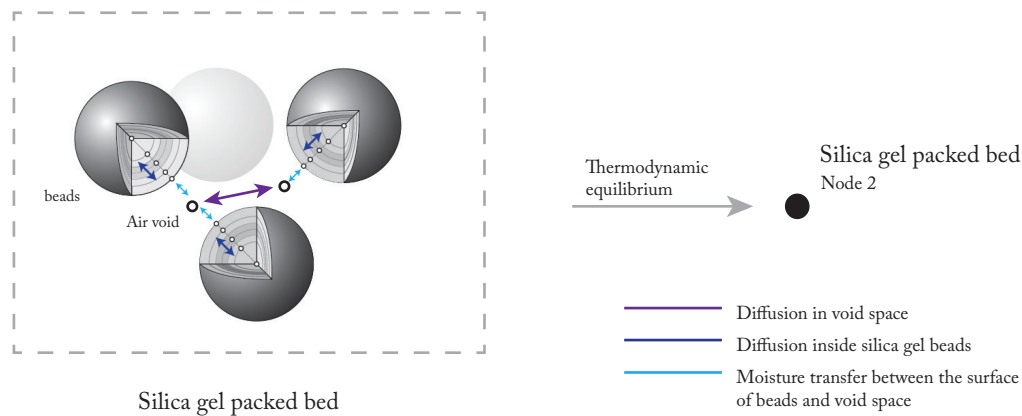 beads
Air void
Silica gel packed bed
Thermodynamic
equilibrium
Silica gel packed bed
Node 2
Diffusion in void space
Diffusion inside silica gel beads
Moisture transfer between the surface
of beads and void space